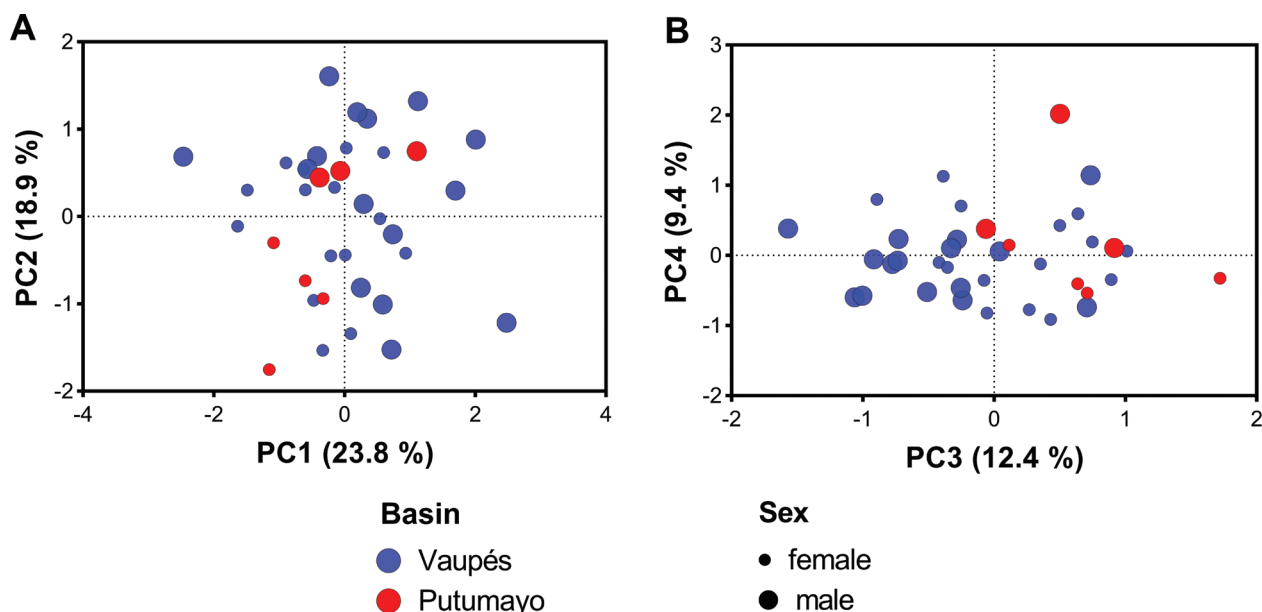 A
B
2
1
0
-1
-2
PC2 (18.9 %)
-4
-2
0
2
4
PC1 (23.8 %)
3
2
1
0
-1
-2
PC4 (9.4 %)
-2
-1
0
1
2
PC3 (12.4 %)
Basin
Vaupés
Putumayo
Sex
female
male